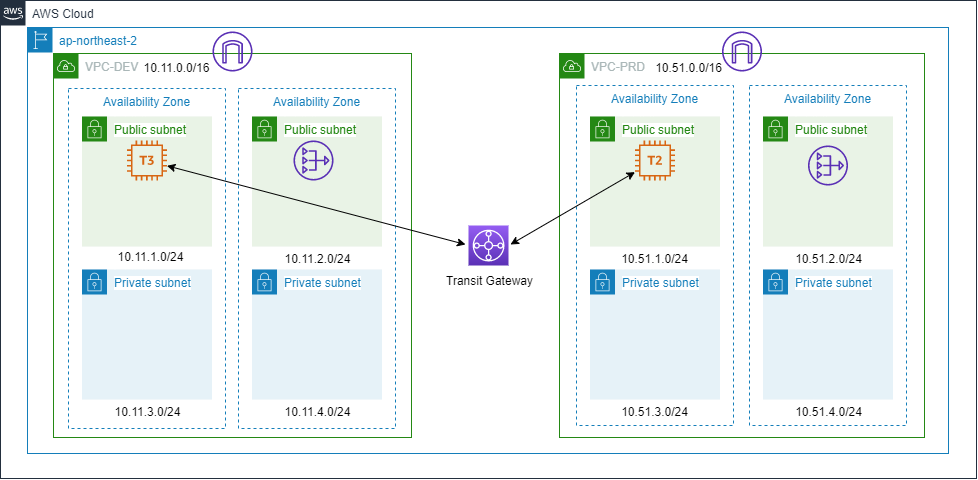 aws
AWS Cloud
ap-northeast-2
VPC-DEV 10.11.0.0/16
VPC-PRD 10.51.0.0/16
Availability Zone
Availability Zone
Availability Zone
Availability Zone
Public subnet
Public subnet
Public subnet
Public subnet
T3
T2
10.11.1.0/24
10.11.2.0/24
10.51.1.0/24
10.51.2.0/24
Transit Gateway
Private subnet
Private subnet
Private subnet
Private subnet
10.11.3.0/24
10.11.4.0/24
10.51.3.0/24
10.51.4.0/24